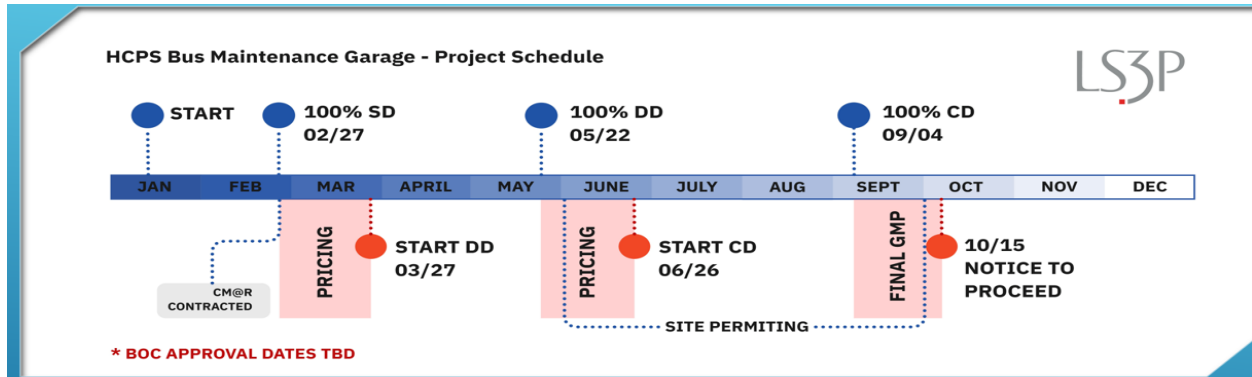 HCPS Bus Maintenance Garage - Project Schedule
LS3P
START
100% SD
02/27
100% DD
05/22
100% CD
09/04
JAN FEB MAR APRIL MAY JUNE JULY AUG SEPT OCT NOV DEC
CM@R
CONTRACTED
PRICING
START DD
03/27
PRICING
START CD
06/26
FINAL GMP
10/15
NOTICE TO
PROCEED
SITE PERMITING
* BOC APPROVAL DATES TBD